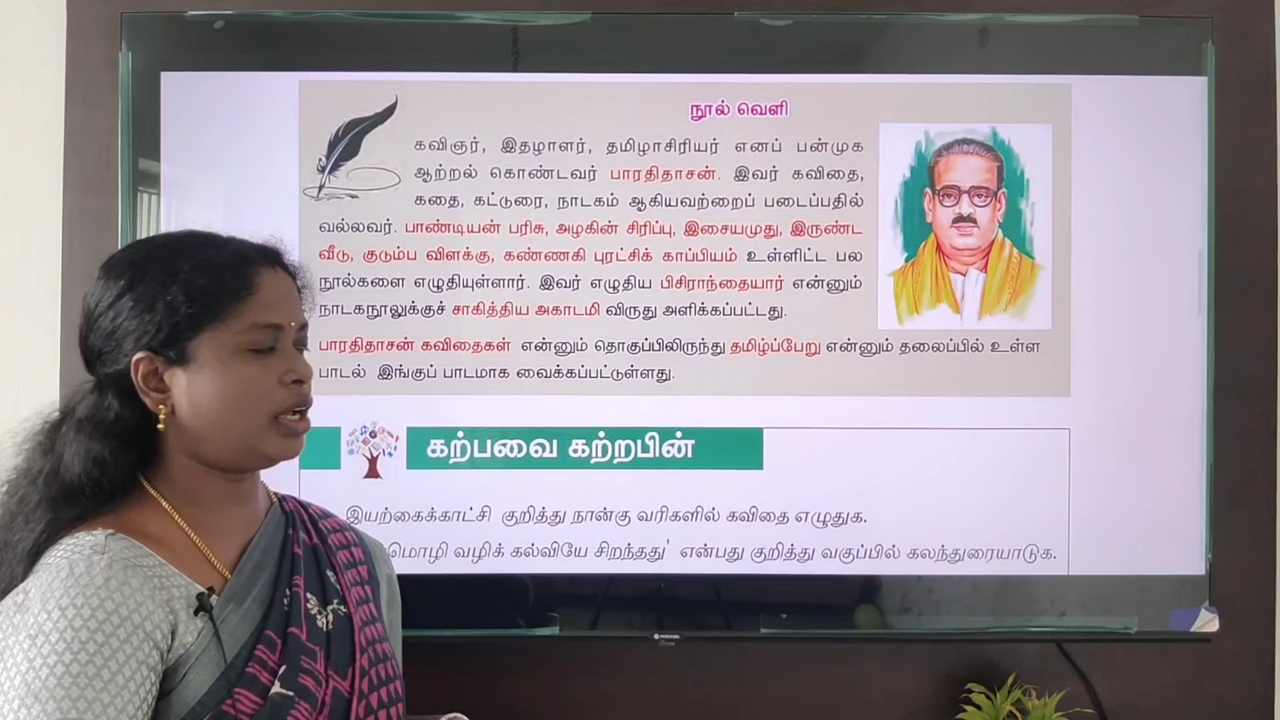 நூல் வெளி
கவிஞர், இதழாளர், தமிழாசிரியர் எனப் பன்முக
ஆற்றல் கொண்டவர் பாரதிதாசன். இவர் கவிதை,
கதை, கட்டுரை, நாடகம் ஆகியவற்றைப் படைப்பதில்
வல்லவர். பாண்டியன் பரிசு, அழகின் சிரிப்பு, இசையமுது, இருண்ட
வீடு, குடும்ப விளக்கு, கண்ணகி புரட்சிக் காப்பியம் உள்ளிட்ட பல
நூல்களை எழுதியுள்ளார். இவர் எழுதிய பிசிராந்தையார் என்னும்
நாடகநூலுக்குச் சாகித்திய அகாடமி விருது அளிக்கப்பட்டது.
பாரதிதாசன் கவிதைகள் என்னும் தொகுப்பிலிருந்து தமிழ்ப்பேறு என்னும் தலைப்பில் உள்ள
பாடல் இங்குப் பாடமாக வைக்கப்பட்டுள்ளது.
கற்பவை கற்றபின்
இயற்கைக்காட்சி குறித்து நான்கு வரிகளில் கவிதை எழுதுக.
மொழி வழிக் கல்வியே சிறந்தது' என்பது குறித்து வகுப்பில் கலந்துரையாடுக.
motorola